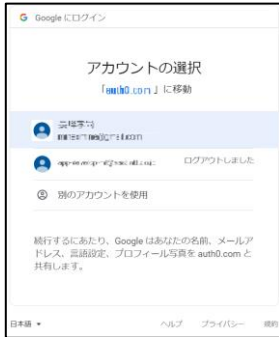 Google にログイン
アカウントの選択
「auth0.com」に移動
ログアウトしました
別のアカウントを使用
続行するにあたり、Google はあなたの名前、メールア
ドレス、言語設定、プロフィール写真を auth0.com と
共有します。
日本語
ヘルプ プライバシー 規約